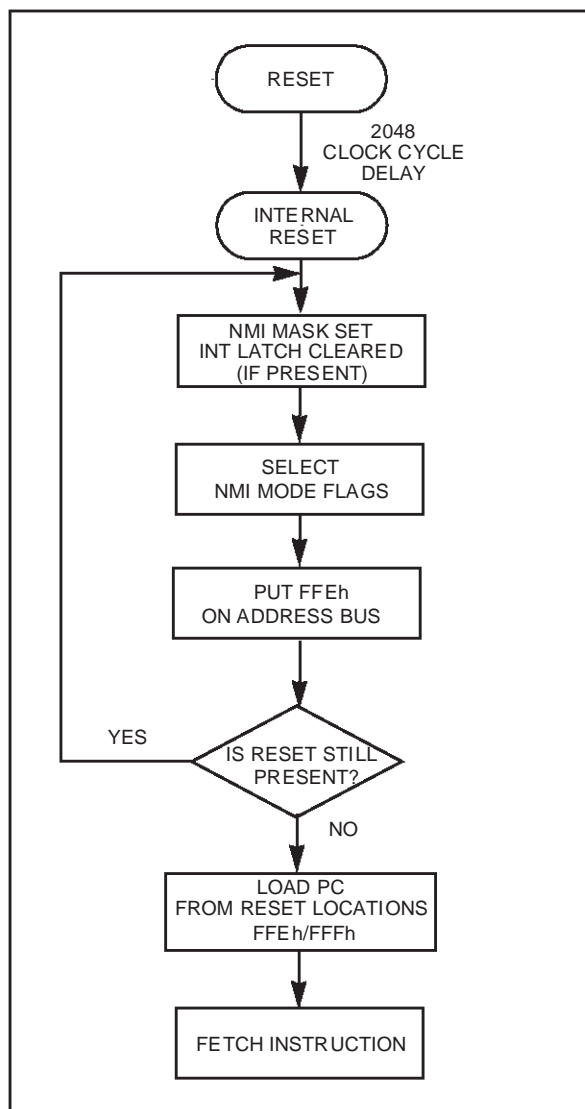 RESET
2048
CLOCK CYCLE
DELAY
INTERNAL
RESET
NMI MASK SET
INT LATCH CLEARED
(IF PRESENT)
SELECT
NMI MODE FLAGS
PUT FFEh
ON ADDRESS BUS
YES
IS RESET STILL
PRESENT?
NO
LOAD PC
FROM RESET LOCATIONS
FFEh/FFFh
FETCH INSTRUCTION